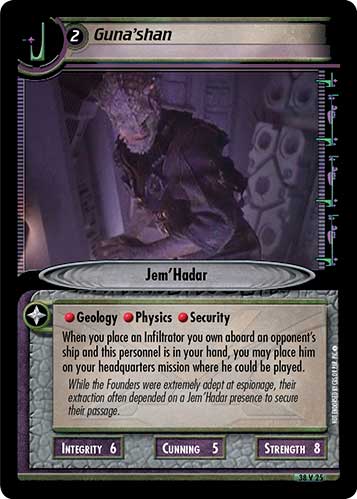 2 Guna'shan
Jem'Hadar
Geology Physics Security
When you place an Infiltrator you own aboard an opponent's
ship and this personnel is in your hand, you may place him
on your headquarters mission where he could be played.
While the Founders were extremely adept at espionage, their
extraction often depended on a Jem'Hadar presence to secure
their passage.
INTEGRITY 6 CUNNING 5 STRENGTH 8
38 V 25